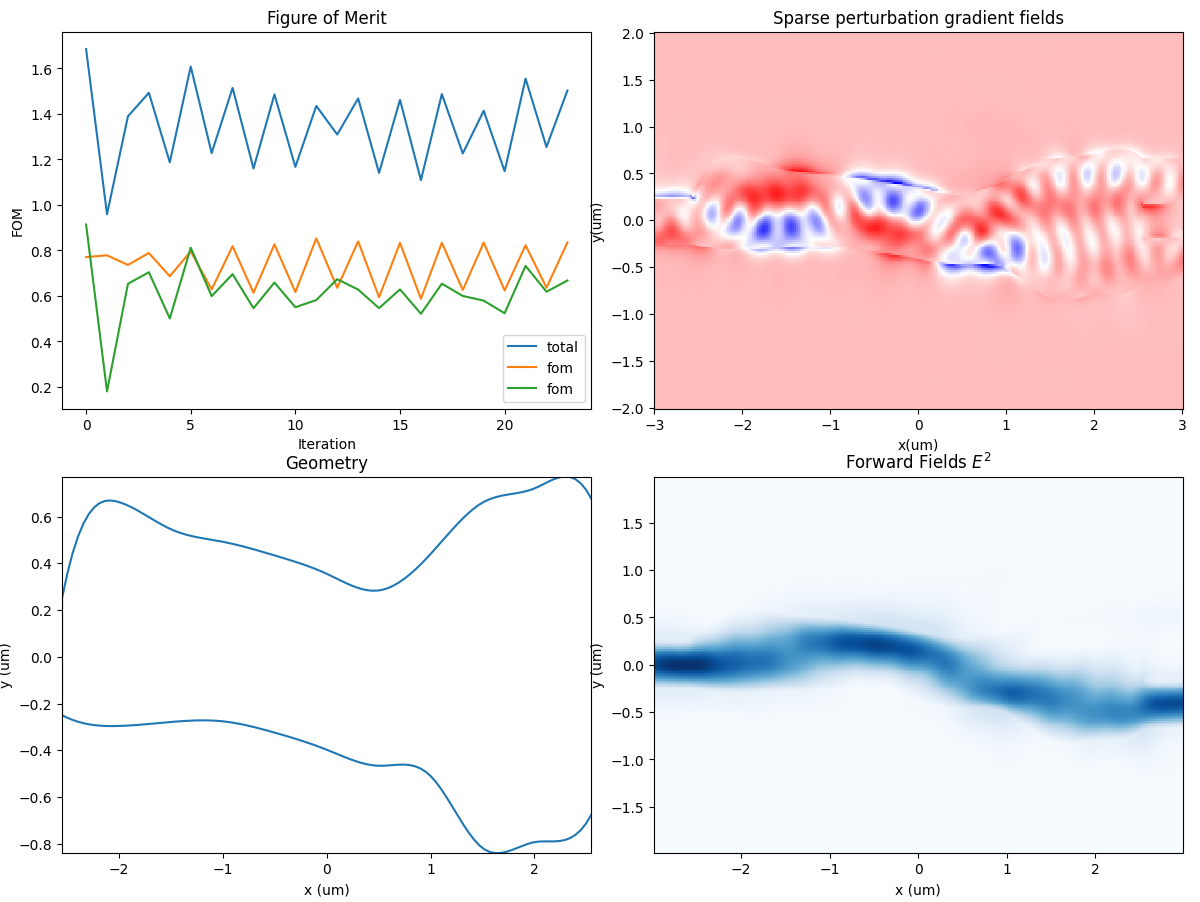 Figure of Merit
FOM
1.6
1.4
1.2
1.0
0.8
0.6
0.4
0.2
0 5 10 15 20
Iteration
total
fom
fom
Sparse perturbation gradient fields
y(um)
2.0
1.5
1.0
0.5
0.0
−0.5
−1.0
−1.5
−2.0
−3 −2 −1 0 1 2 3
x(um)
Geometry
y (um)
0.6
0.4
0.2
0.0
−0.2
−0.4
−0.6
−0.8
−2 −1 0 1 2
x (um)
Forward Fields E²
y (um)
1.5
1.0
0.5
0.0
−0.5
−1.0
−1.5
−2 −1 0 1 2
x (um)